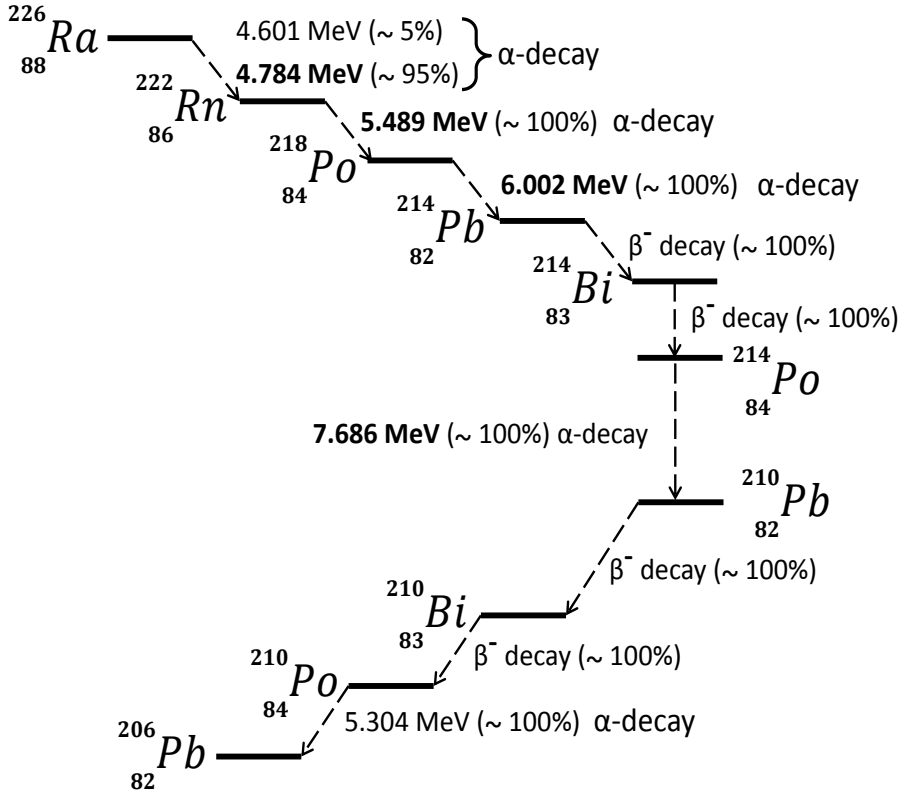 226
88 Ra
4.601 MeV (~ 5%)
4.784 MeV (~ 95%)
α-decay
222
86 Rn
5.489 MeV (~ 100%) α-decay
218
84 Po
6.002 MeV (~ 100%) α-decay
214
82 Pb
β⁻ decay (~ 100%)
214
83 Bi
β⁻ decay (~ 100%)
214
84 Po
7.686 MeV (~ 100%) α-decay
210
82 Pb
β⁻ decay (~ 100%)
210
83 Bi
β⁻ decay (~ 100%)
210
84 Po
5.304 MeV (~ 100%) α-decay
206
82 Pb